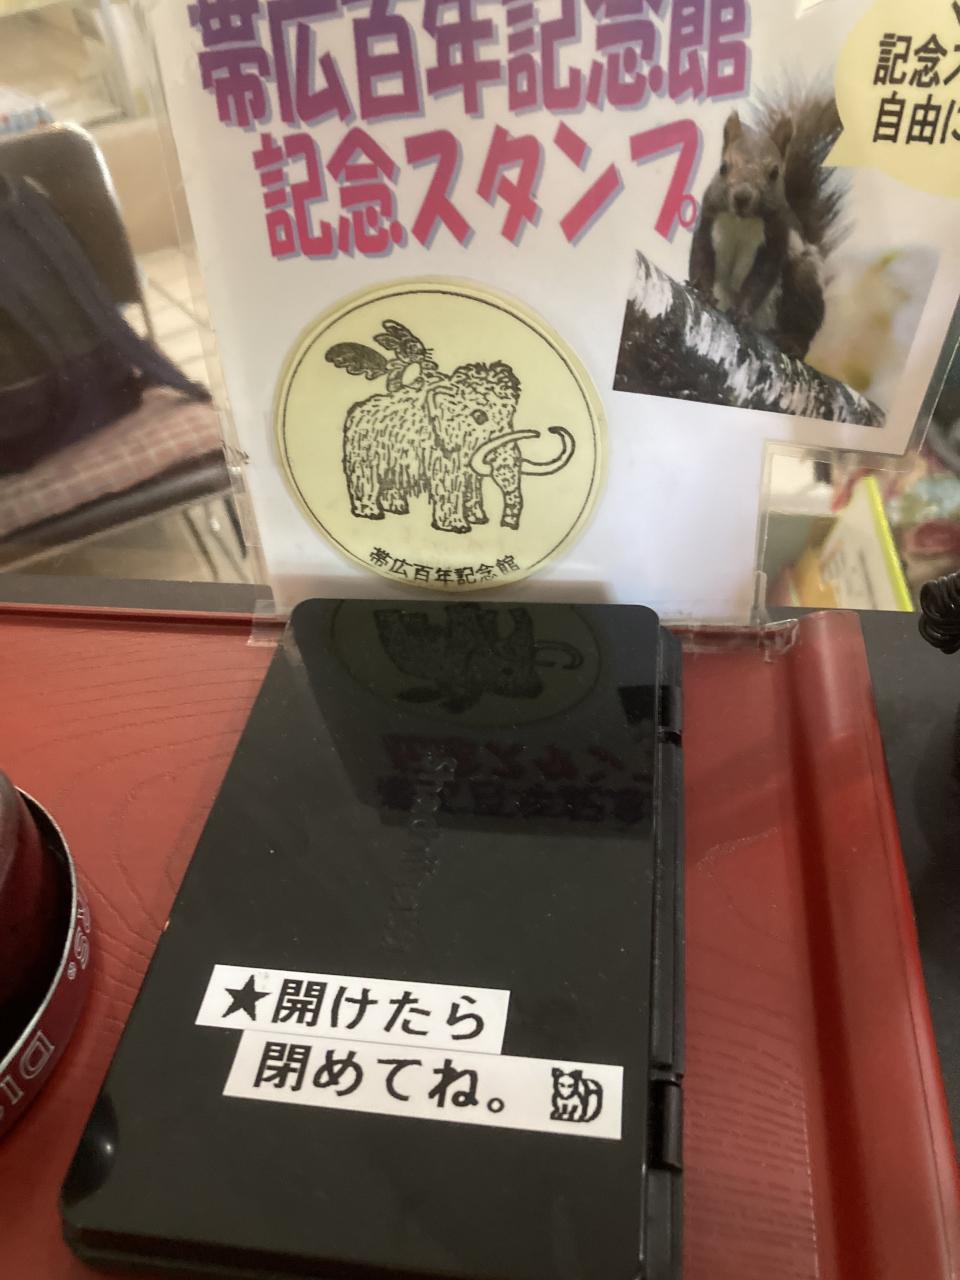 帯広百年記念館
記念スタンプ
記念ス
自由に
帯広百年記念館
★開けたら
閉めてね。